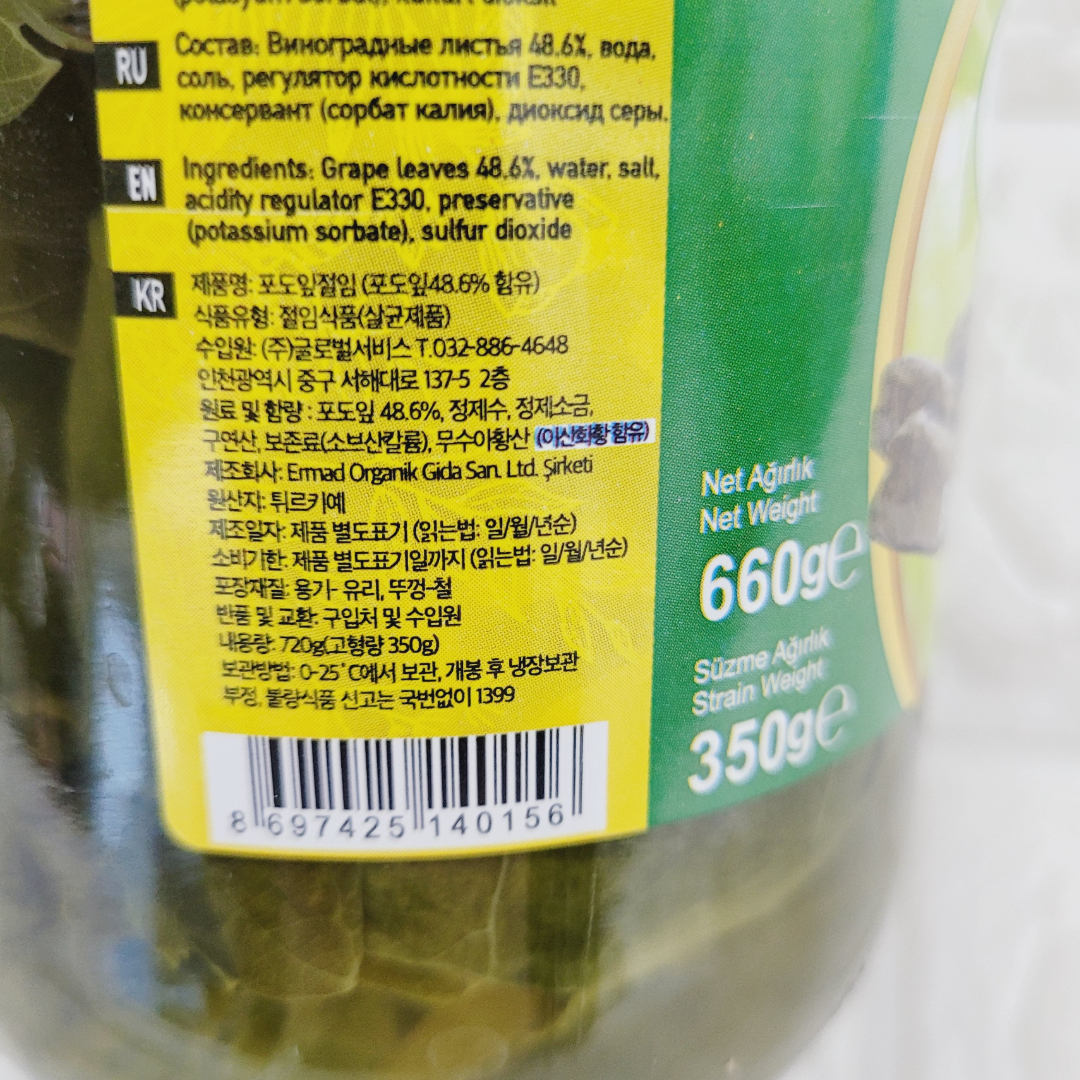 RU
Состав: Виноградные листья 48.6%, вода,
соль, регулятор кислотности E330,
консервант (сорбат калия), диоксид серы.
EN
Ingredients: Grape leaves 48,6%, water, salt,
acidity regulator E330, preservative
(potassium sorbate), sulfur dioxide
KR
제품명: 포도잎절임 (포도잎48.6% 함유)
식품유형: 절임식품(살균제품)
수입원: (주)굴로벌서비스 T.032-886-4648
인천광역시 중구 서해대로 137-5 2층
원료 및 함량 : 포도잎 48.6%, 정제수, 정제소금,
구연산, 보존료(소브산칼륨), 무수아황산 (이산화황 함유)
제조회사: Ermad Organik Gida San. Ltd. Şirketi
원산지: 튀르키예
제조일자: 제품 별도표기 (읽는법: 일/월/년순)
소비기한: 제품 별도표기일까지 (읽는법: 일/월/년순)
포장재질: 용기- 유리, 뚜껑-철
반품 및 교환: 구입처 및 수입원
내용량: 720g(고형량 350g)
보관방법: 0-25˚C에서 보관, 개봉 후 냉장보관
부정, 불량식품 신고는 국번없이 1399
8 697425 140156
Net Ağırlık
Net Weight
660g℮
Süzme Ağırlık
Strain Weight
350g℮